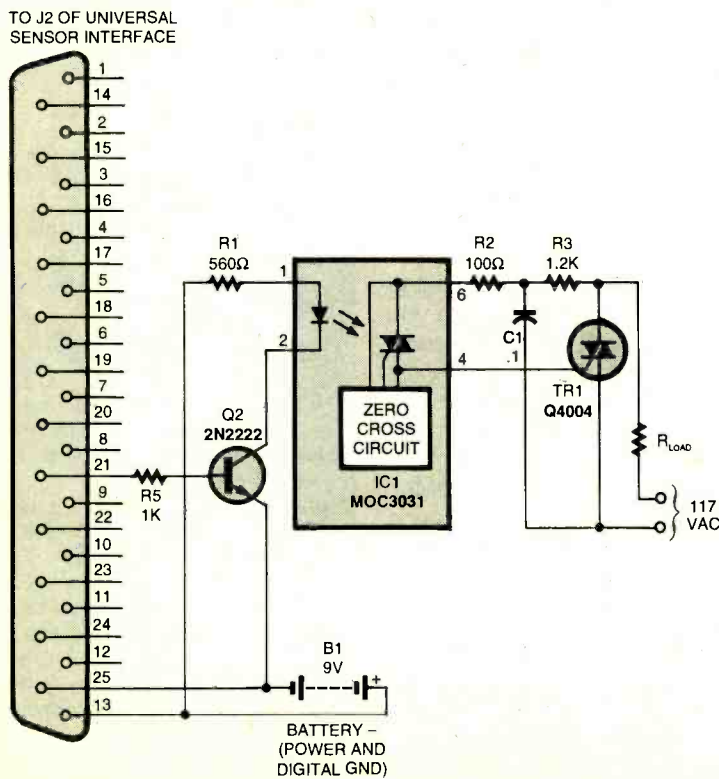 TO J2 OF UNIVERSAL
SENSOR INTERFACE
1
14
2
15
3
16
4
17
5
18
6
19
7
20
8
21
9
22
10
23
11
24
12
25
13
R1
560Ω
1
2
Q2
2N2222
R5
1K
ZERO
CROSS
CIRCUIT
IC1
MOC3031
6
4
R2
100Ω
R3
1.2K
C1
.1
TR1
Q4004
RLOAD
117
VAC
B1
9V
+
BATTERY –
(POWER AND
DIGITAL GND)